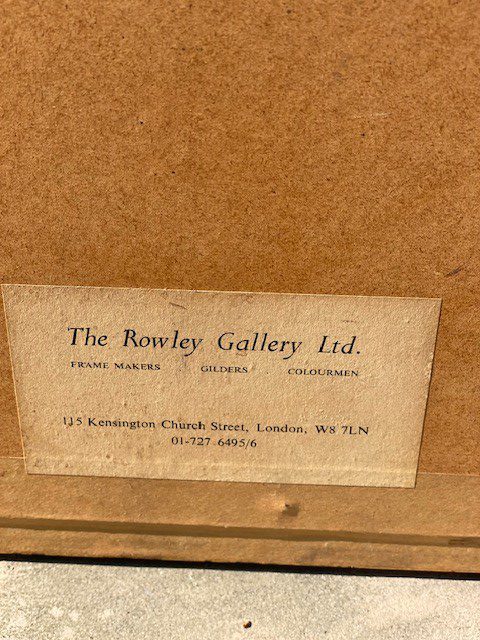 The Rowley Gallery Ltd.
FRAME MAKERS GILDERS . COLOURMEN
115 Kensington Church Street, London, W8 7LN
01-727 6495/6